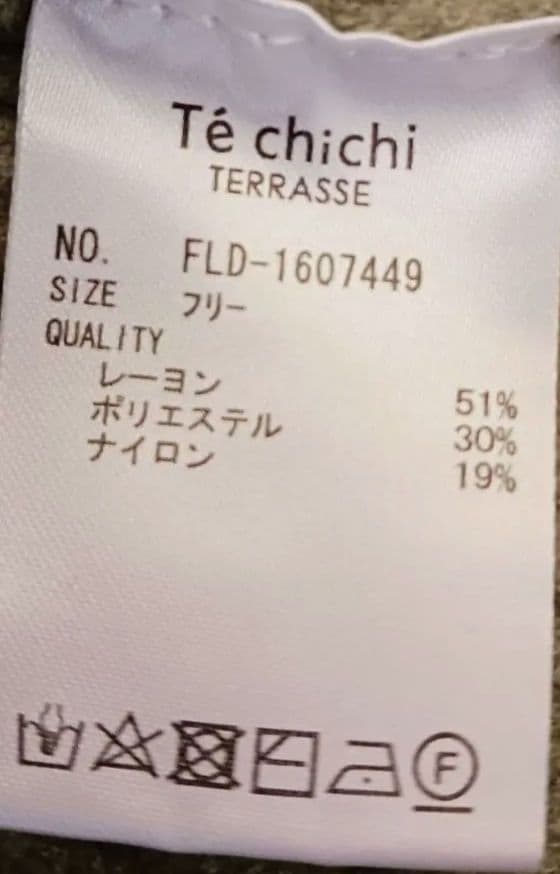 Té chichi
TERRASSE
NO. FLD-1607449
SIZE フリー
QUALITY
レーヨン 51%
ポリエステル 30%
ナイロン 19%
F